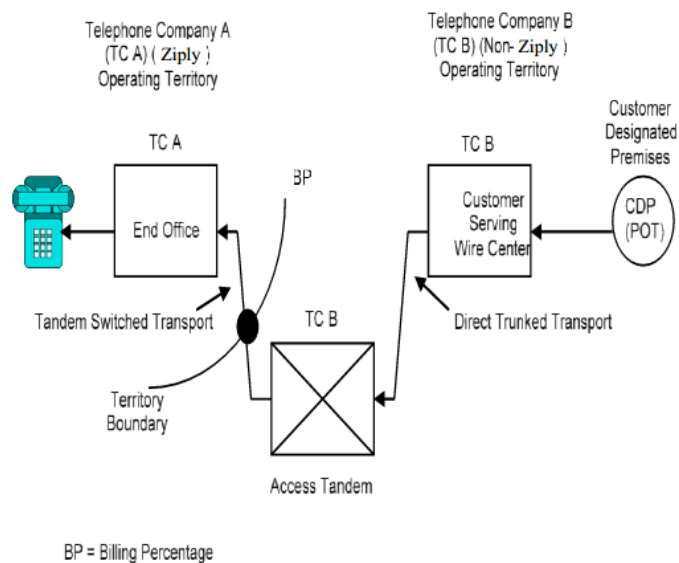 Telephone Company A
(TC A) ( Ziply )
Operating Territory
Telephone Company B
(TC B) (Non- Ziply )
Operating Territory
Customer
Designated
Premises
TC A
TC B
BP
End Office
Customer
Serving
Wire Center
CDP
(POT)
Tandem Switched Transport
TC B
Direct Trunked Transport
Territory
Boundary
Access Tandem
BP = Billing Percentage